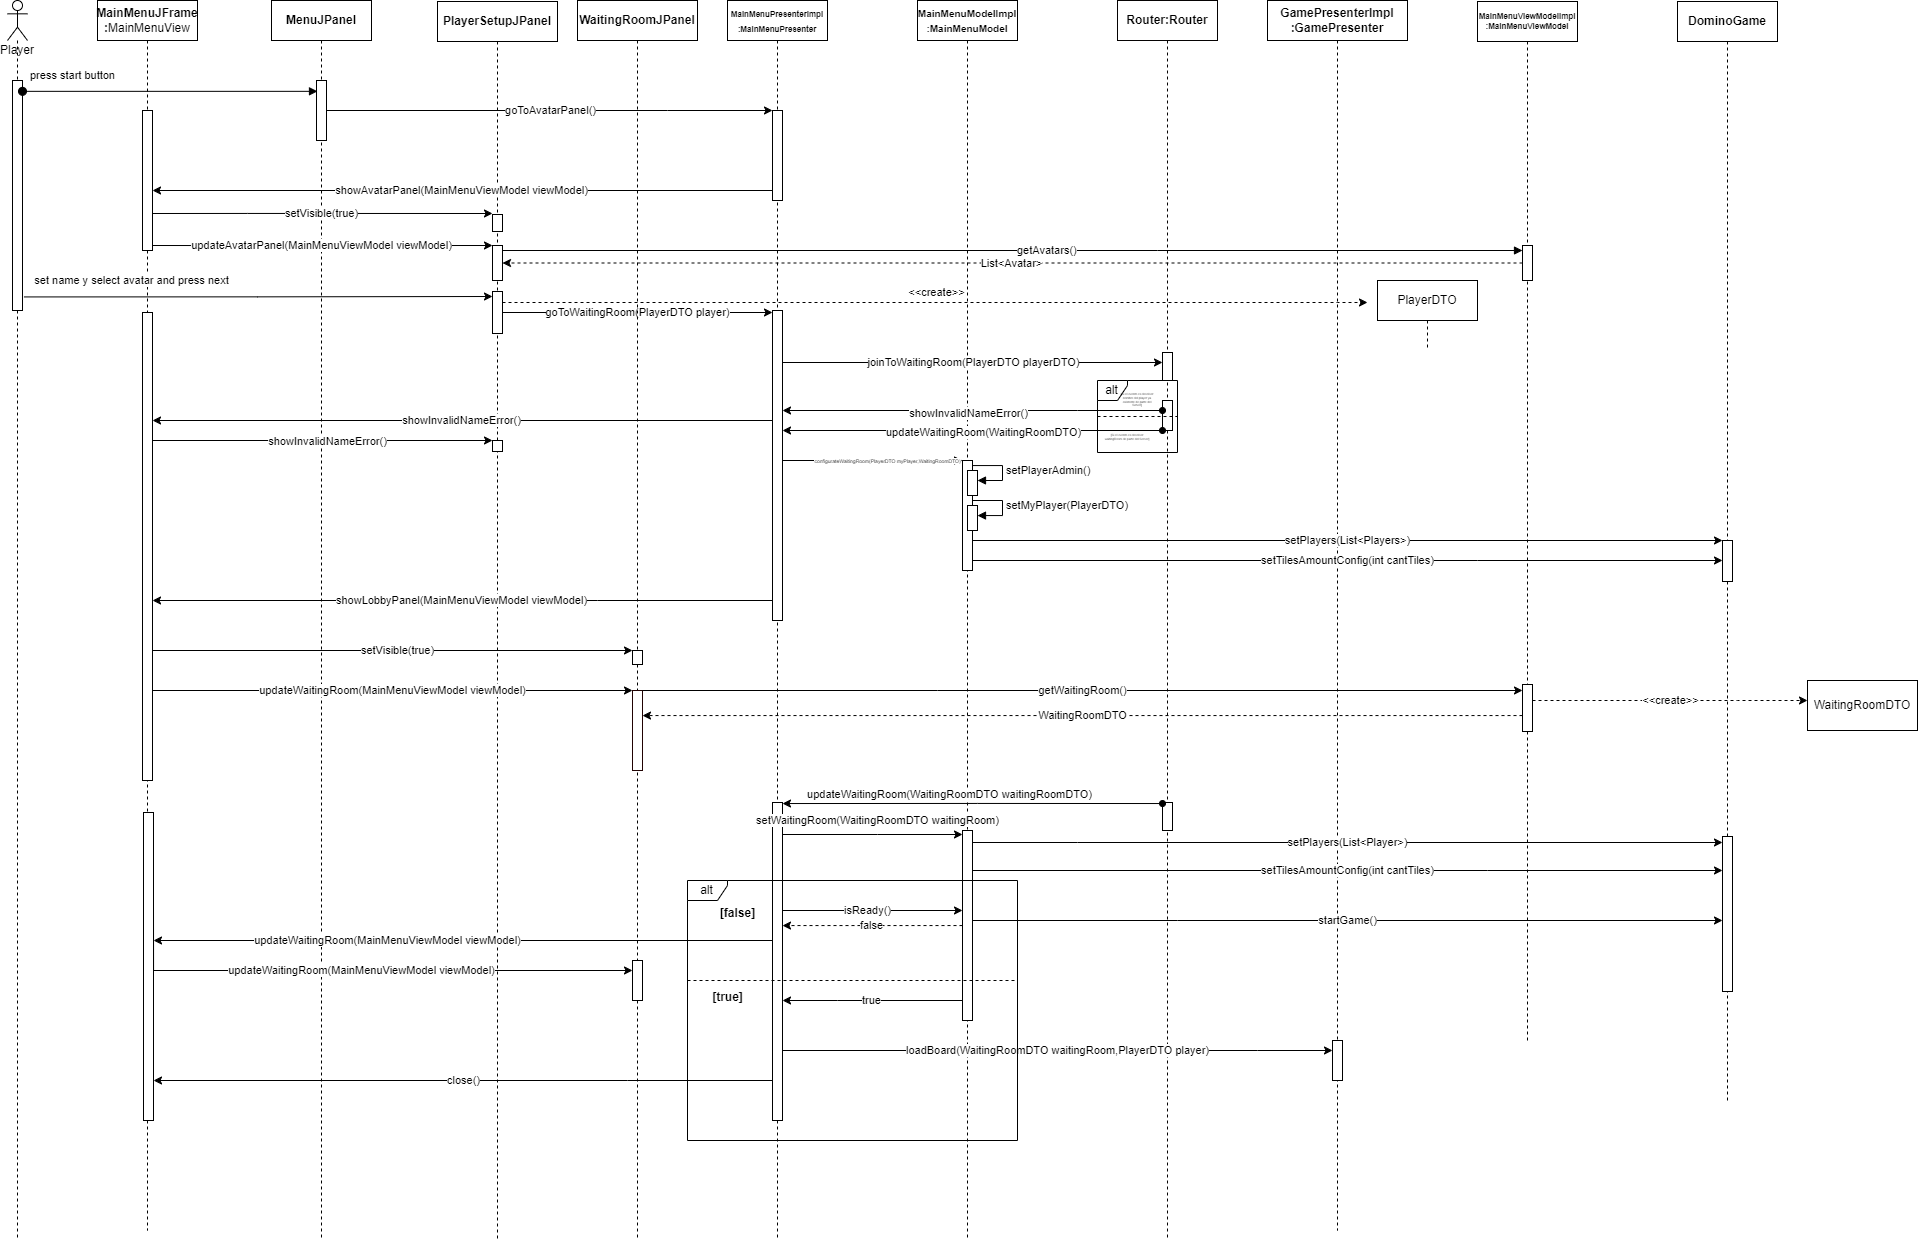 MainMenuJFrame
:MainMenuView
MenuJPanel
PlayerSetupJPanel
WaitingRoomJPanel
MainMenuPresenterImpl
:MainMenuPresenter
MainMenuModelImpl
:MainMenuModel
Router:Router
GamePresenterImpl
:GamePresenter
MainMenuViewModelImpl
:MainMenuViewModel
DominoGame
Player
press start button
goToAvatarPanel()
showAvatarPanel(MainMenuViewModel viewModel)
setVisible(true)
updateAvatarPanel(MainMenuViewModel viewModel)
getAvatars()
List<Avatar>
set name y select avatar and press next
<<create>>
PlayerDTO
goToWaitingRoom(PlayerDTO player)
joinToWaitingRoom(PlayerDTO playerDTO)
alt
showInvalidNameError()
showInvalidNameError()
updateWaitingRoom(WaitingRoomDTO)
showInvalidNameError()
configurateWaitingRoom(PlayerDTO myPlayer,WaitingRoomDTO)
setPlayerAdmin()
setMyPlayer(PlayerDTO)
setPlayers(List<Players>)
setTilesAmountConfig(int cantTiles)
showLobbyPanel(MainMenuViewModel viewModel)
setVisible(true)
updateWaitingRoom(MainMenuViewModel viewModel)
getWaitingRoom()
<<create>>
WaitingRoomDTO
WaitingRoomDTO
updateWaitingRoom(WaitingRoomDTO waitingRoomDTO)
setWaitingRoom(WaitingRoomDTO waitingRoom)
setPlayers(List<Player>)
setTilesAmountConfig(int cantTiles)
alt
[false]
isReady()
startGame()
false
updateWaitingRoom(MainMenuViewModel viewModel)
updateWaitingRoom(MainMenuViewModel viewModel)
[true]
true
loadBoard(WaitingRoomDTO waitingRoom,PlayerDTO player)
close()